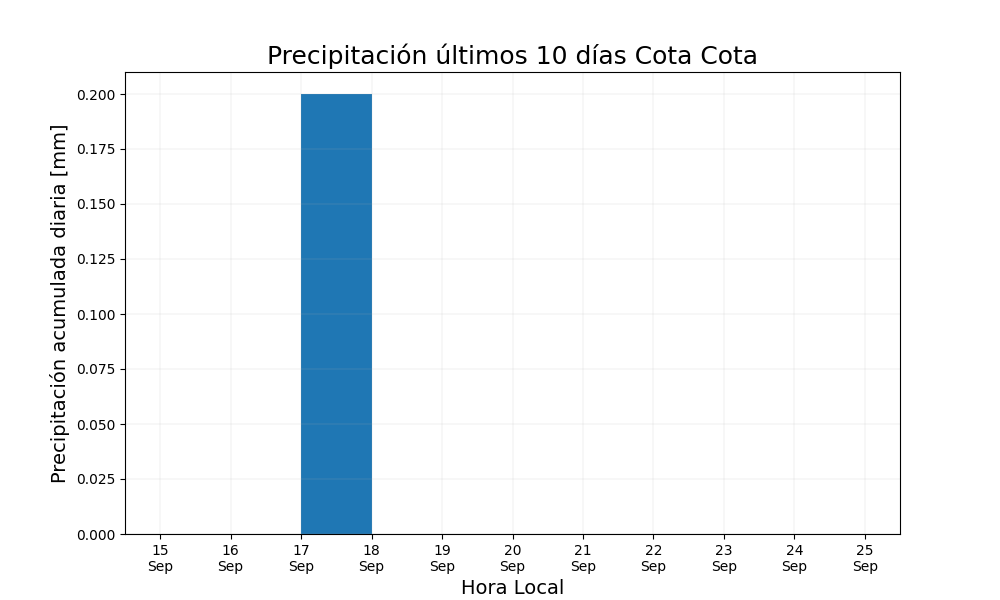 Precipitación últimos 10 días Cota Cota
Precipitación acumulada diaria [mm]
0.200
0.175
0.150
0.125
0.100
0.075
0.050
0.025
0.000
15 16 17 18 19 20 21 22 23 24 25
Sep Sep Sep Sep Sep Sep Sep Sep Sep Sep Sep
Hora Local